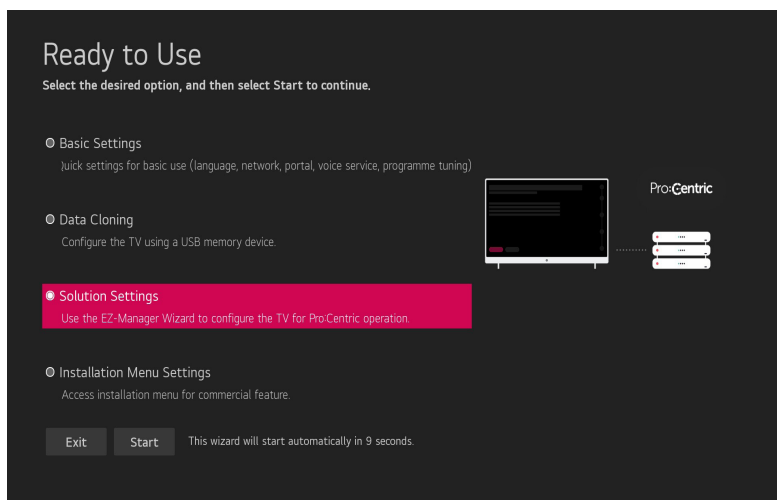 Ready to Use
Select the desired option, and then select Start to continue.
Basic Settings
Quick settings for basic use (language, network, portal, voice service, programme tuning)
Pro:Centric
Data Cloning
Configure the TV using a USB memory device.
Solution Settings
Use the EZ-Manager Wizard to configure the TV for Pro:Centric operation.
Installation Menu Settings
Access installation menu for commercial feature.
Exit
Start
This wizard will start automatically in 9 seconds.